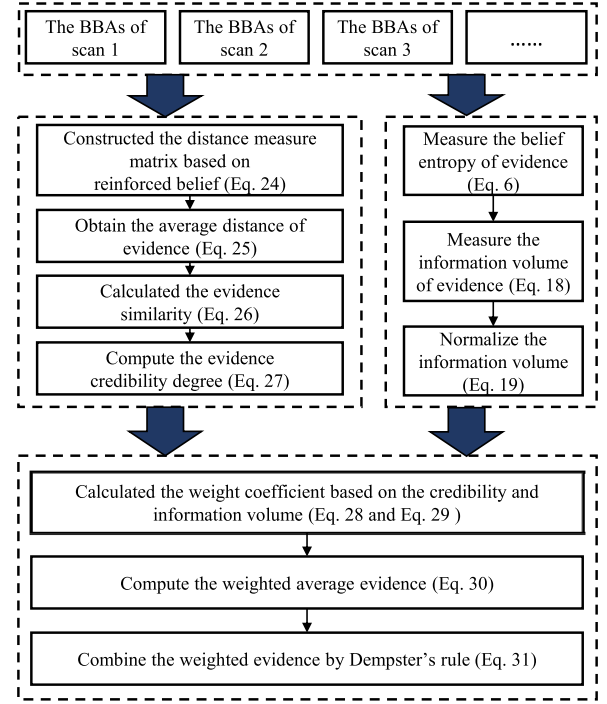 The BBAs of
scan 1
The BBAs of
scan 2
The BBAs of
scan 3
......
Constructed the distance measure
matrix based on
reinforced belief (Eq. 24)
Obtain the average distance of
evidence (Eq. 25)
Calculated the evidence
similarity (Eq. 26)
Compute the evidence
credibility degree (Eq. 27)
Measure the belief
entropy of evidence
(Eq. 6)
Measure the
information volume
of evidence (Eq. 18)
Normalize the
information volume
(Eq. 19)
Calculated the weight coefficient based on the credibility and
information volume (Eq. 28 and Eq. 29 )
Compute the weighted average evidence (Eq. 30)
Combine the weighted evidence by Dempster’s rule (Eq. 31)